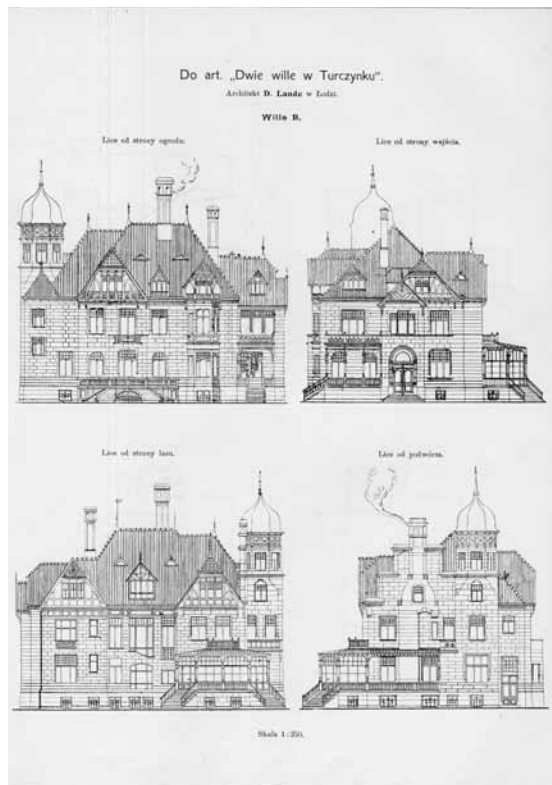 Do art. „Dwie wille w Turczynku".
Architekt D. Lande w Łodzi.
Willa B.
Lice od strony ogrodu.
Lice od strony wejścia.
Lice od strony lasu.
Lice od podwórza.
Skala 1:250.